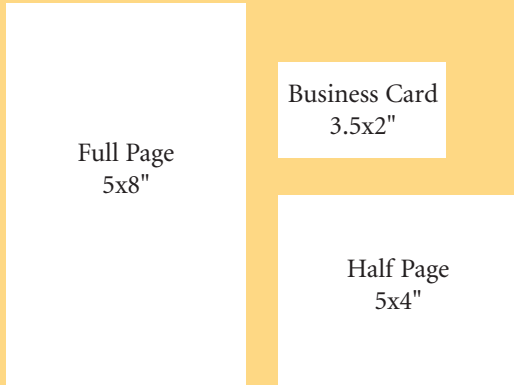 Full Page
5x8"
Business Card
3.5x2"
Half Page
5x4"